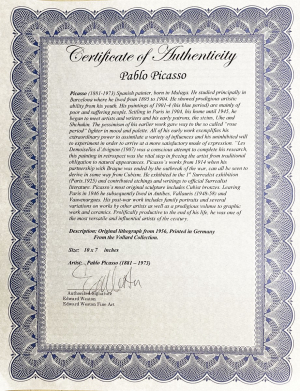 Certificate of Authenticity
Pablo Picasso
Picasso (1881-1973) Spanish painter, born in Malaga. He studied principally in
Barcelona where he lived from 1895 to 1904. He showed prodigious artistic
ability from his youth. His paintings of 1901-4 (his blue period) are mainly of
poor and suffering people. Settling in Paris in 1904, his home until 1945, he
began to meet artists and writers and his early patrons, the steins, Uhe and
Shchukin. The pessimism of his earlier work gave way to the so called "rose
period" lighter in mood and palette. All of his early work exemplifies his
extraordinary power to assimilate a variety of influences and his uninhibited will
to experiment in order to arrive at a more satisfactory mode of expression. "Les
Demoiselles d' Avignon (1907) was a conscious attempt to complete his research,
this painting in retrospect was the vital step in freeing the artist from traditional
obligation to natural appearances. Picasso's work from 1914 when his
partnership with Braque was ended by the outbreak of the war, can all be seen to
derive in some way from Cubism. He exhibited in the 1st Surrealist exhibition
(Paris 1925) and contributed etchings and writings to official Surrealist
literature. Picasso's most original sculpture includes Cubist bronzes. Leaving
Paris in 1946 he subsequently lived in Antibes, Vallauris (1948-59) and
Vauvenargues. His post-war work includes family portraits and several
variations on works by other artists as well as a prodigious volume to graphic
work and ceramics. Prolifically productive to the end of his life, he was one of
the most versatile and influential artists of the century.
Description: Original lithograph from 1956, Printed in Germany
From the Vollard Collection.
Size: 10 x 7 inches
Artist: Pablo Picasso (1881 – 1973)
Authorized Signature
Edward Weston
Edward Weston Fine Art